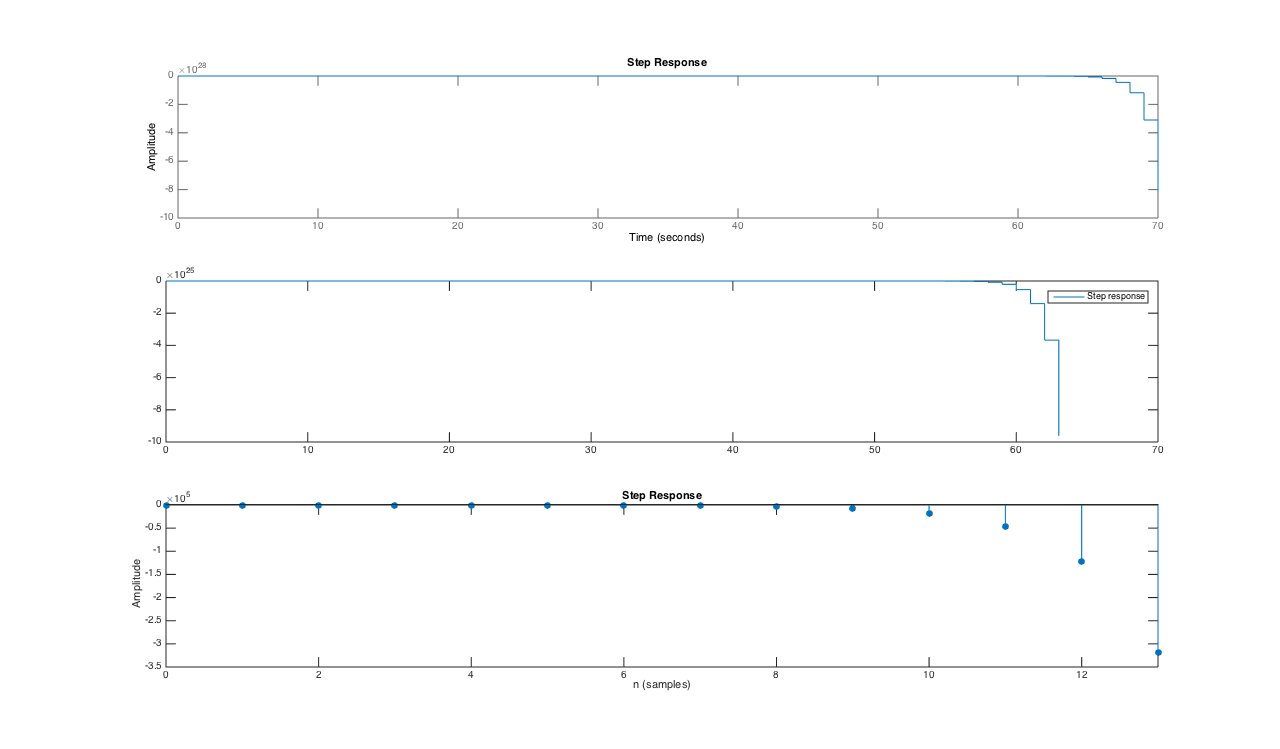 Step Response
×10^28
0
-2
-4
-6
-8
-10
Amplitude
0 10 20 30 40 50 60 70
Time (seconds)
×10^25
0
-2
-4
-6
-8
-10
Step response
0 10 20 30 40 50 60 70
Step Response
×10^5
0
-0.5
-1
-1.5
-2
-2.5
-3
-3.5
Amplitude
0 2 4 6 8 10 12
n (samples)